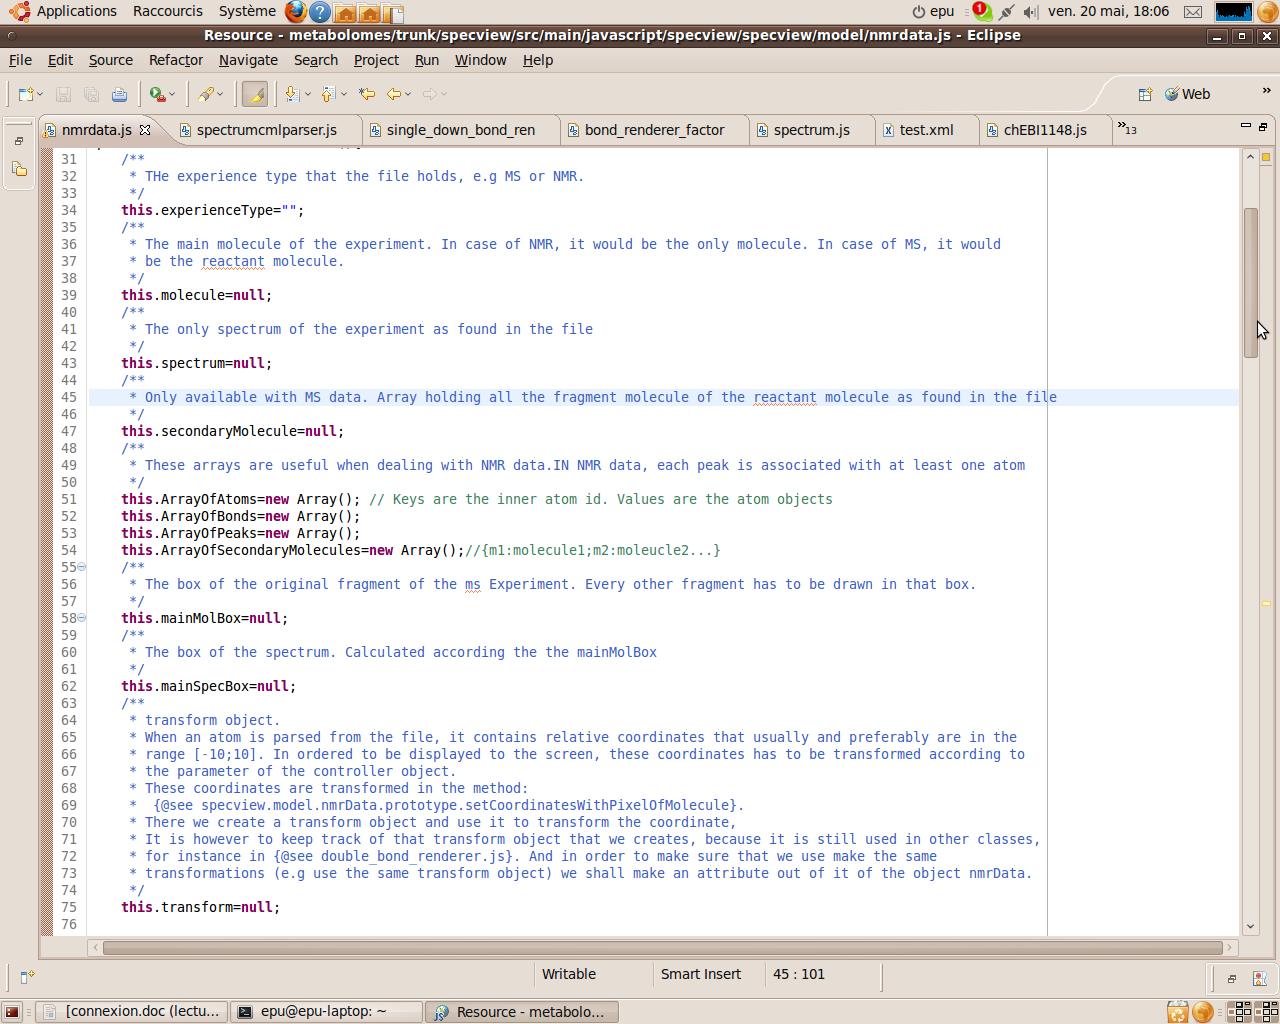 Applications Raccourcis Système epu 1 ven. 20 mai, 18:06
Resource - metabolomes/trunk/specview/src/main/javascript/specview/specview/model/nmrdata.js - Eclipse
File Edit Source Refactor Navigate Search Project Run Window Help
Web »
nmrdata.js spectrumcmlparser.js single_down_bond_ren bond_renderer_factor spectrum.js test.xml chEBI1148.js »13
31 /**
32 * THe experience type that the file holds, e.g MS or NMR.
33 */
34 this.experienceType="";
35 /**
36 * The main molecule of the experiment. In case of NMR, it would be the only molecule. In case of MS, it would
37 * be the reactant molecule.
38 */
39 this.molecule=null;
40 /**
41 * The only spectrum of the experiment as found in the file
42 */
43 this.spectrum=null;
44 /**
45 * Only available with MS data. Array holding all the fragment molecule of the reactant molecule as found in the file
46 */
47 this.secondaryMolecule=null;
48 /**
49 * These arrays are useful when dealing with NMR data.IN NMR data, each peak is associated with at least one atom
50 */
51 this.ArrayOfAtoms=new Array(); // Keys are the inner atom id. Values are the atom objects
52 this.ArrayOfBonds=new Array();
53 this.ArrayOfPeaks=new Array();
54 this.ArrayOfSecondaryMolecules=new Array();//{m1:molecule1;m2:moleucle2...}
55 /**
56 * The box of the original fragment of the ms Experiment. Every other fragment has to be drawn in that box.
57 */
58 this.mainMolBox=null;
59 /**
60 * The box of the spectrum. Calculated according the the mainMolBox
61 */
62 this.mainSpecBox=null;
63 /**
64 * transform object.
65 * When an atom is parsed from the file, it contains relative coordinates that usually and preferably are in the
66 * range [-10;10]. In ordered to be displayed to the screen, these coordinates has to be transformed according to
67 * the parameter of the controller object.
68 * These coordinates are transformed in the method:
69 * {@see specview.model.nmrData.prototype.setCoordinatesWithPixelOfMolecule}.
70 * There we create a transform object and use it to transform the coordinate,
71 * It is however to keep track of that transform object that we creates, because it is still used in other classes,
72 * for instance in {@see double_bond_renderer.js}. And in order to make sure that we use make the same
73 * transformations (e.g use the same transform object) we shall make an attribute out of it of the object nmrData.
74 */
75 this.transform=null;
76
Writable Smart Insert 45 : 101
[connexion.doc (lectu... epu@epu-laptop: ~ Resource - metabolo...